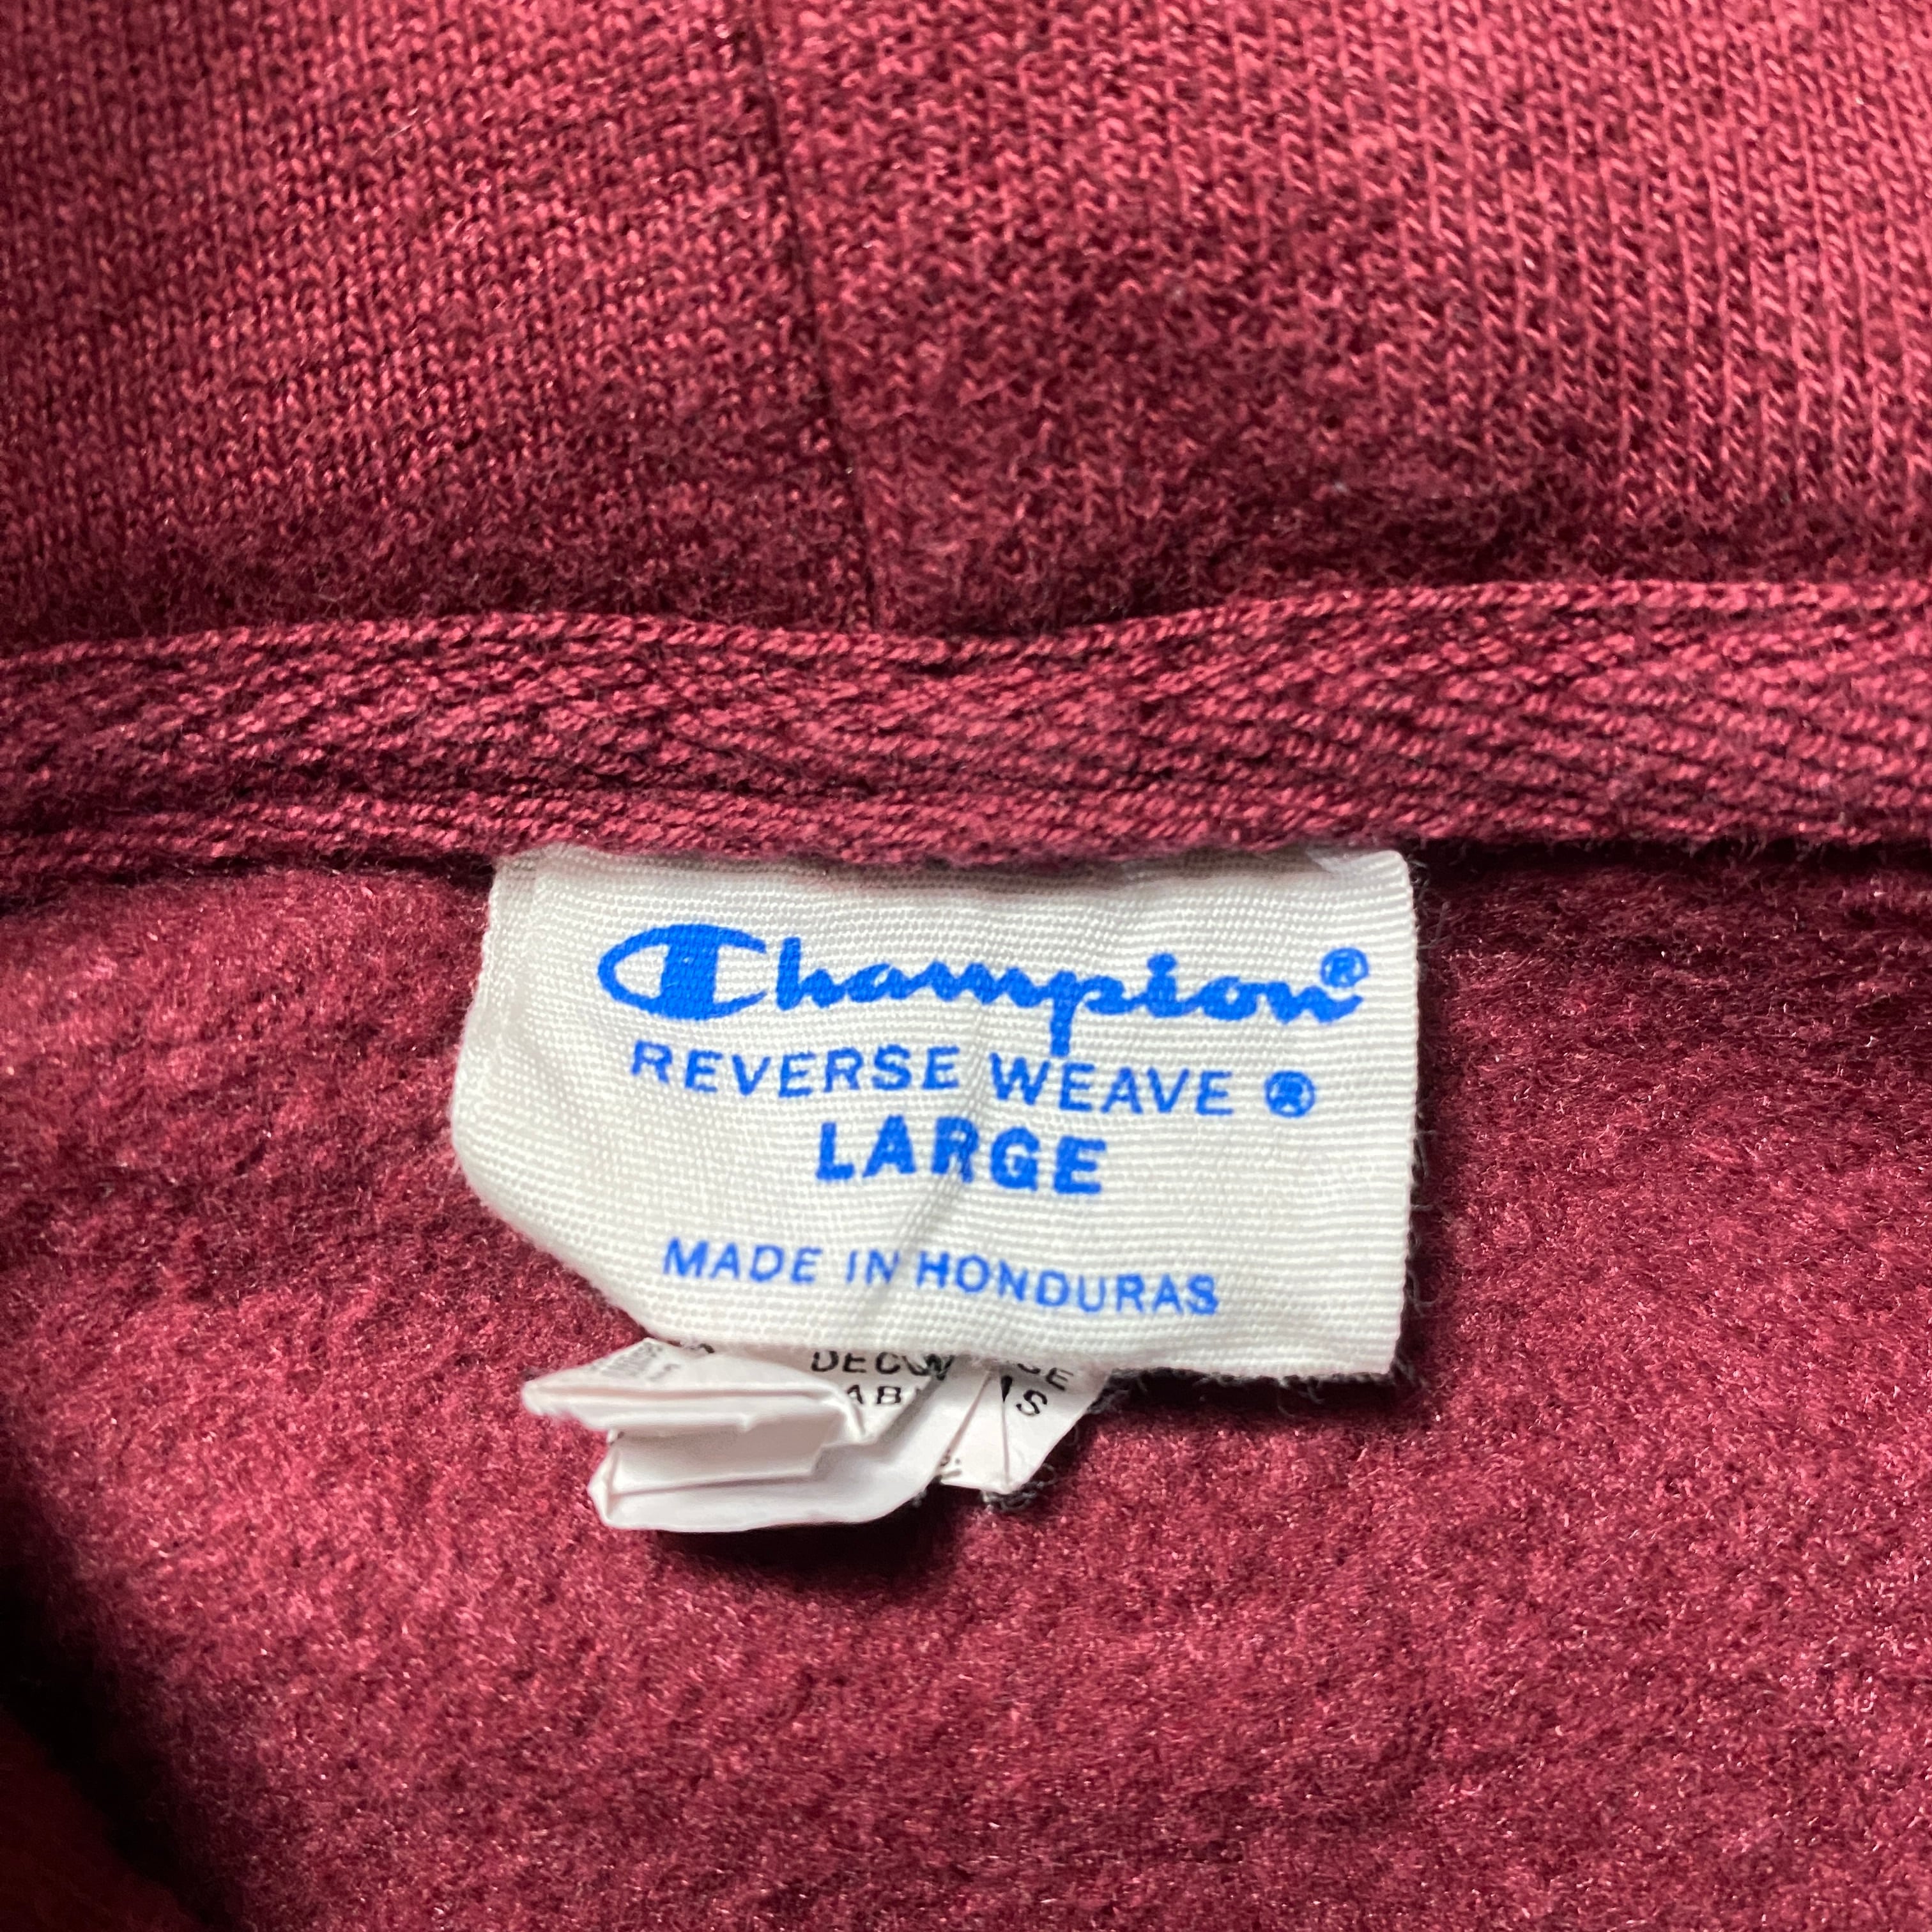 Champion®
REVERSE WEAVE ®
LARGE
MADE IN HONDURAS